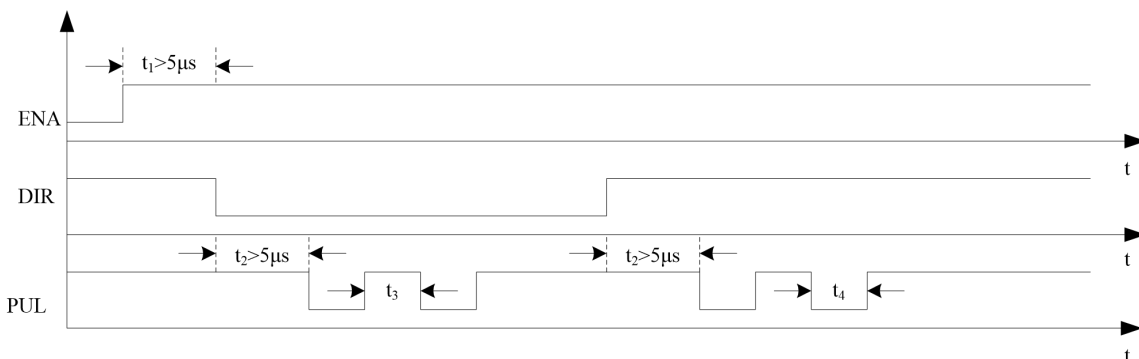 t₁>5μs
ENA
t
DIR
t
t₂>5μs
t₂>5μs
t₃
t₄
PUL
t